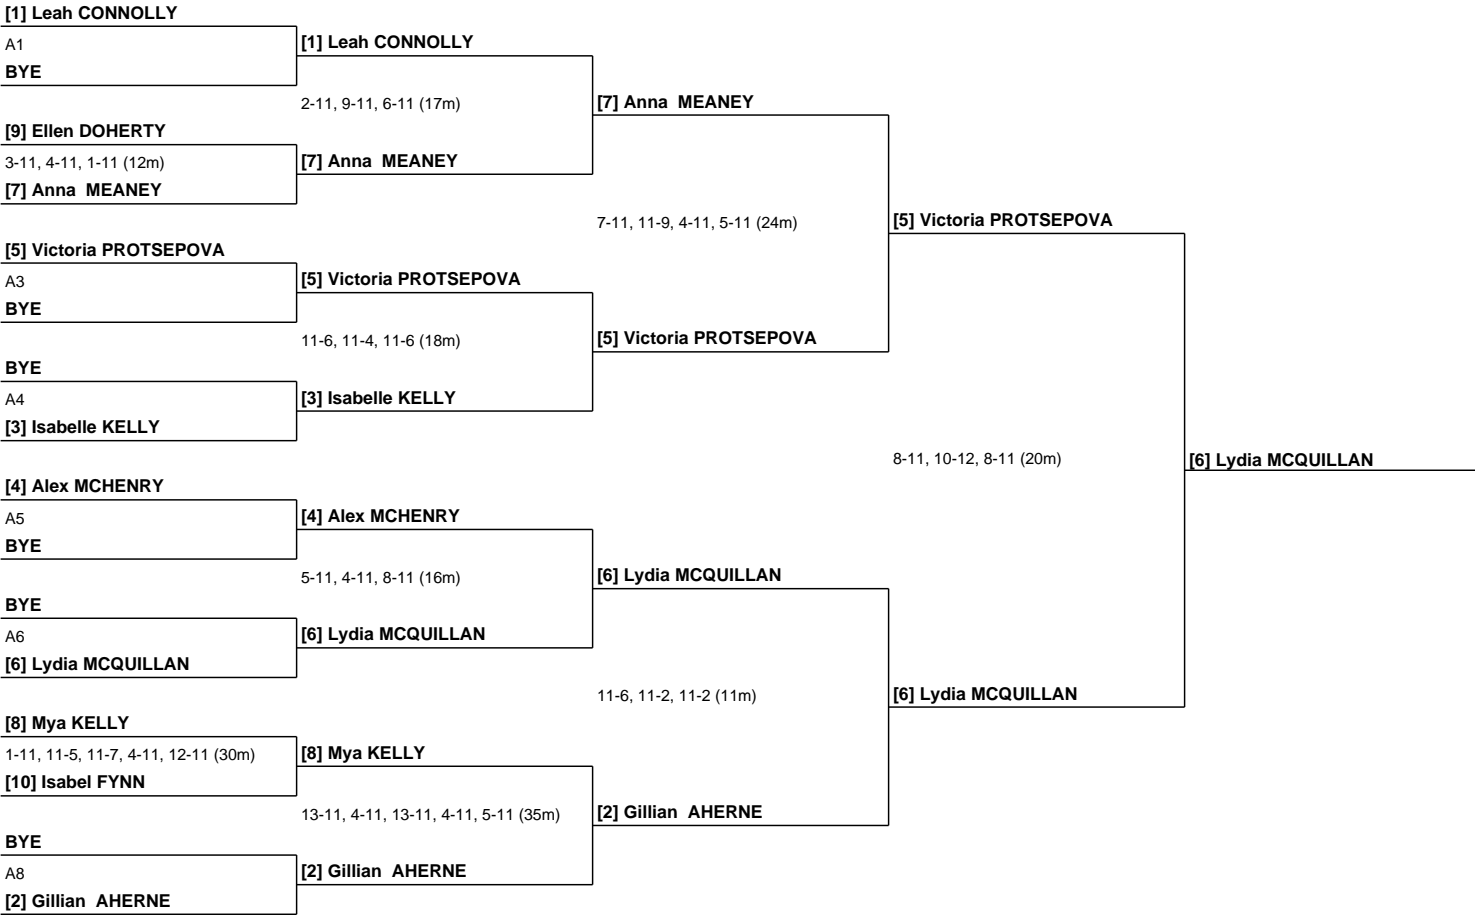 [1] Leah CONNOLLY
A1
BYE
[9] Ellen DOHERTY
3-11, 4-11, 1-11 (12m)
[7] Anna  MEANEY
[5] Victoria PROTSEPOVA
A3
BYE
BYE
A4
[3] Isabelle KELLY
[4] Alex MCHENRY
A5
BYE
BYE
A6
[6] Lydia MCQUILLAN
[8] Mya KELLY
1-11, 11-5, 11-7, 4-11, 12-11 (30m)
[10] Isabel FYNN
BYE
A8
[2] Gillian  AHERNE
[1] Leah CONNOLLY
2-11, 9-11, 6-11 (17m)
[7] Anna  MEANEY
[5] Victoria PROTSEPOVA
11-6, 11-4, 11-6 (18m)
[3] Isabelle KELLY
[4] Alex MCHENRY
5-11, 4-11, 8-11 (16m)
[6] Lydia MCQUILLAN
[8] Mya KELLY
13-11, 4-11, 13-11, 4-11, 5-11 (35m)
[2] Gillian  AHERNE
[7] Anna  MEANEY
7-11, 11-9, 4-11, 5-11 (24m)
[5] Victoria PROTSEPOVA
[6] Lydia MCQUILLAN
11-6, 11-2, 11-2 (11m)
[2] Gillian  AHERNE
[5] Victoria PROTSEPOVA
8-11, 10-12, 8-11 (20m)
[6] Lydia MCQUILLAN
[6] Lydia MCQUILLAN